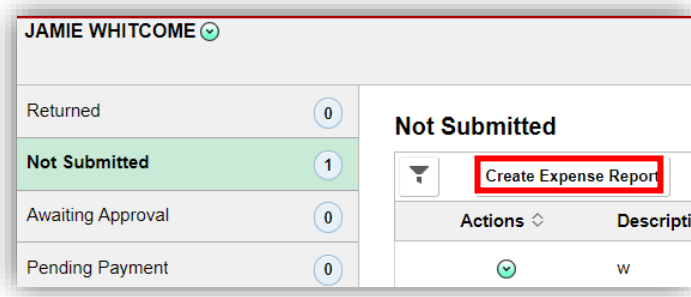 JAMIE WHITCOME
Returned 0
Not Submitted 1
Awaiting Approval 0
Pending Payment 0
Not Submitted
Create Expense Report
Actions Descripti
w